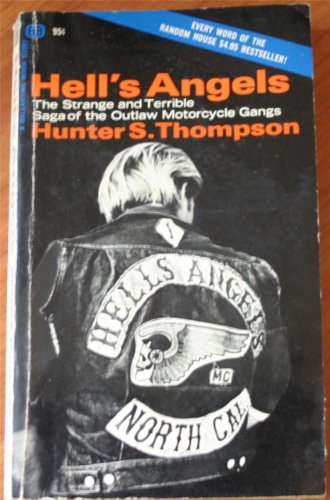 95¢
EVERY WORD OF THE
RANDOM HOUSE $4.95 BESTSELLER!
Hell's Angels
The Strange and Terrible
Saga of the Outlaw Motorcycle Gangs
Hunter S. Thompson
1
HELLS ANGELS
MC
NORTH CAL